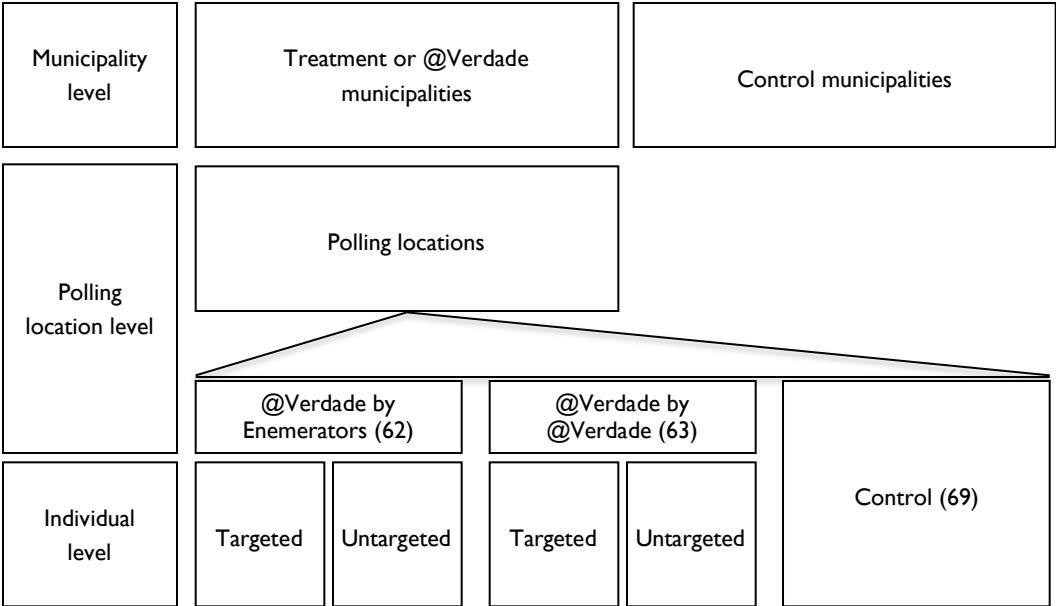 Municipality
level
Treatment or @Verdade
municipalities
Control municipalities
Polling
location level
Polling locations
@Verdade by
Enemerators (62)
@Verdade by
@Verdade (63)
Control (69)
Individual
level
Targeted
Untargeted
Targeted
Untargeted